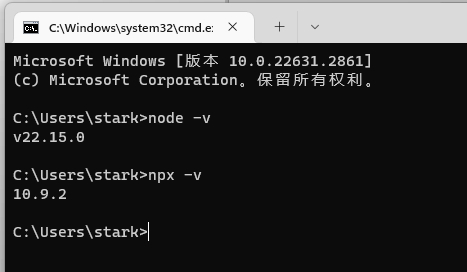 C:\Windows\system32\cmd.e
Microsoft Windows [版本 10.0.22631.2861]
(c) Microsoft Corporation。保留所有权利。
C:\Users\stark>node -v
v22.15.0
C:\Users\stark>npx -v
10.9.2
C:\Users\stark>